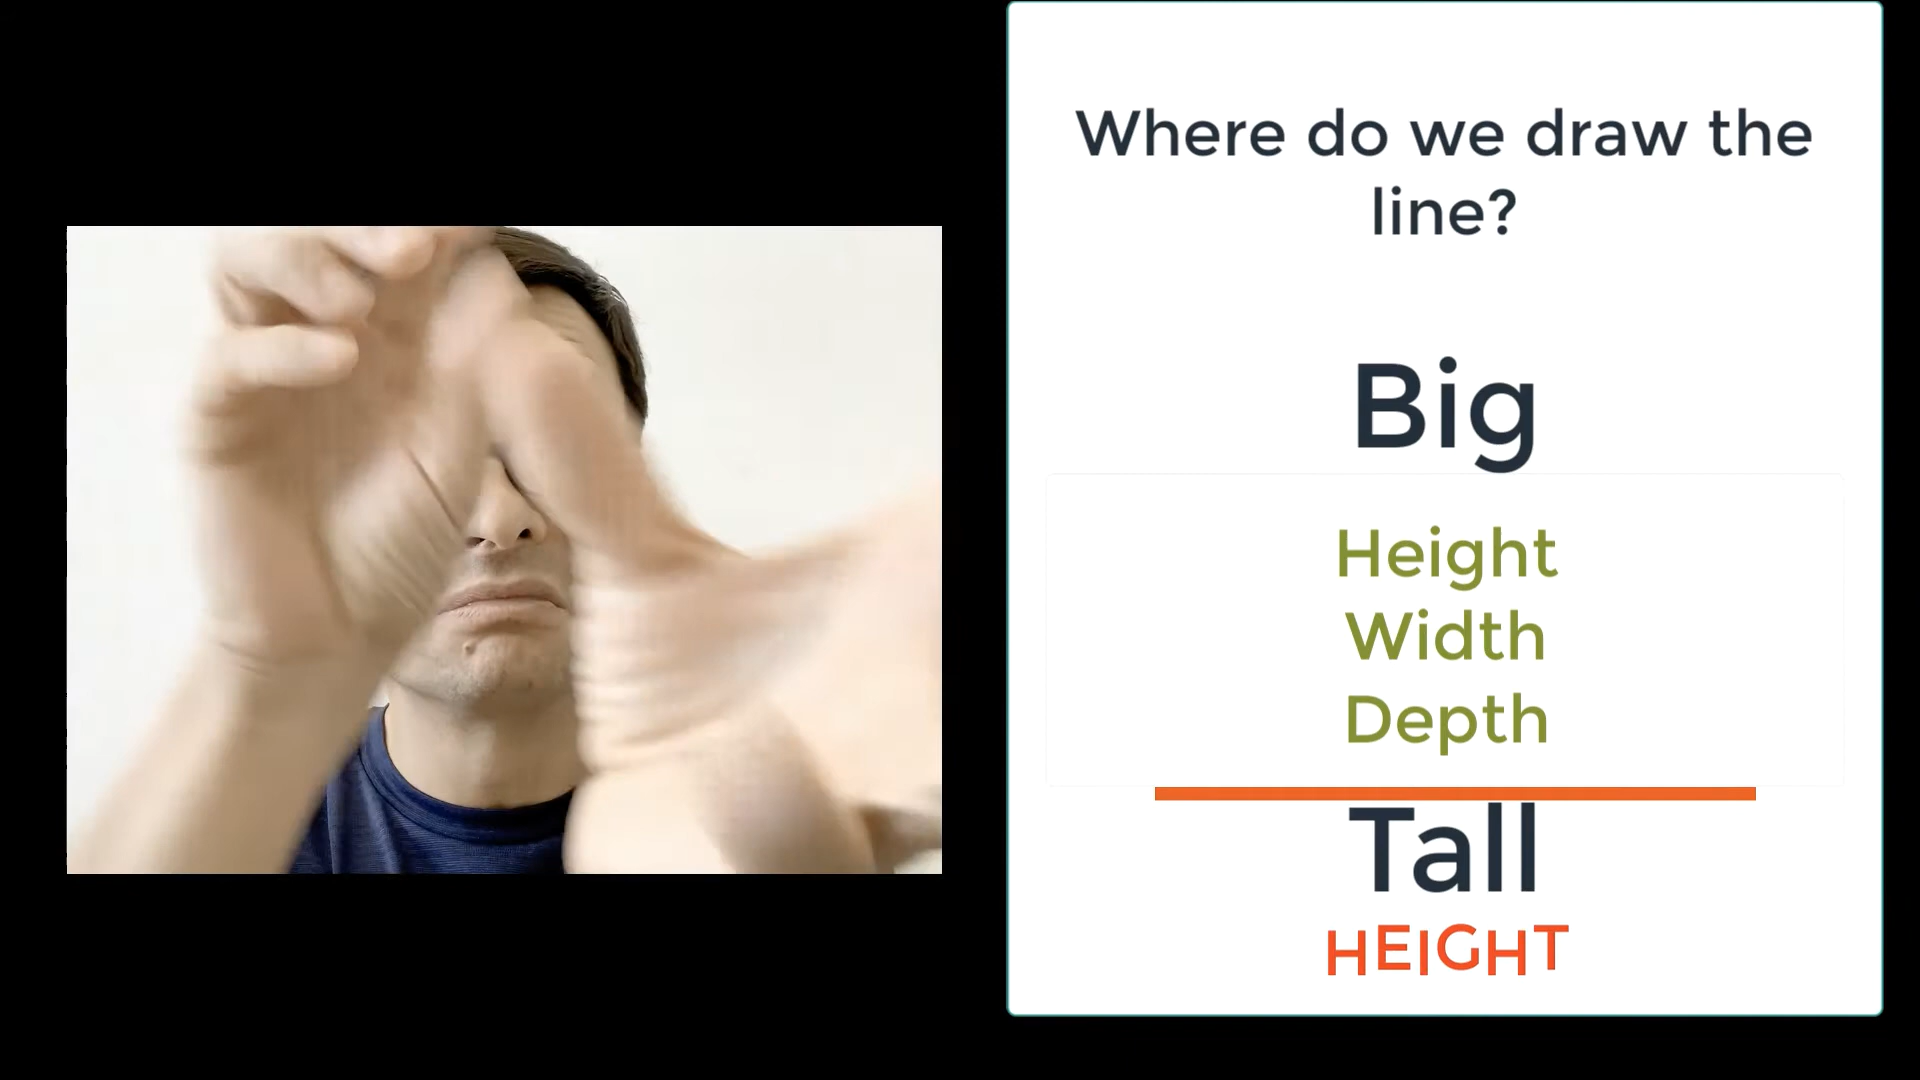 Where do we draw the
line?
Big
Height
Width
Depth
Tall
HEIGHT